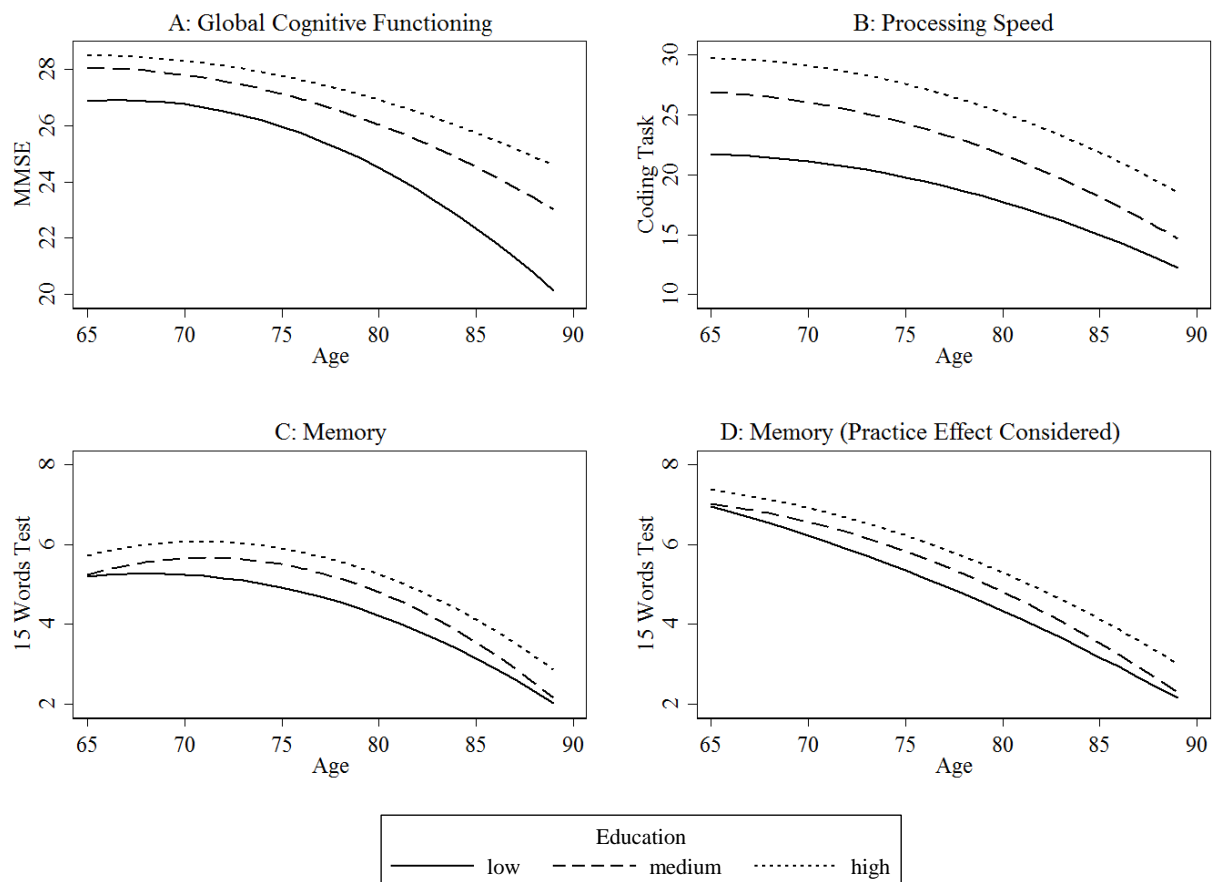 A: Global Cognitive Functioning
MMSE
28
26
24
22
20
65 70 75 80 85 90
Age
B: Processing Speed
Coding Task
30
25
20
15
10
65 70 75 80 85 90
Age
C: Memory
15 Words Test
8
6
4
2
65 70 75 80 85 90
Age
D: Memory (Practice Effect Considered)
15 Words Test
8
6
4
2
65 70 75 80 85 90
Age
Education
low medium high